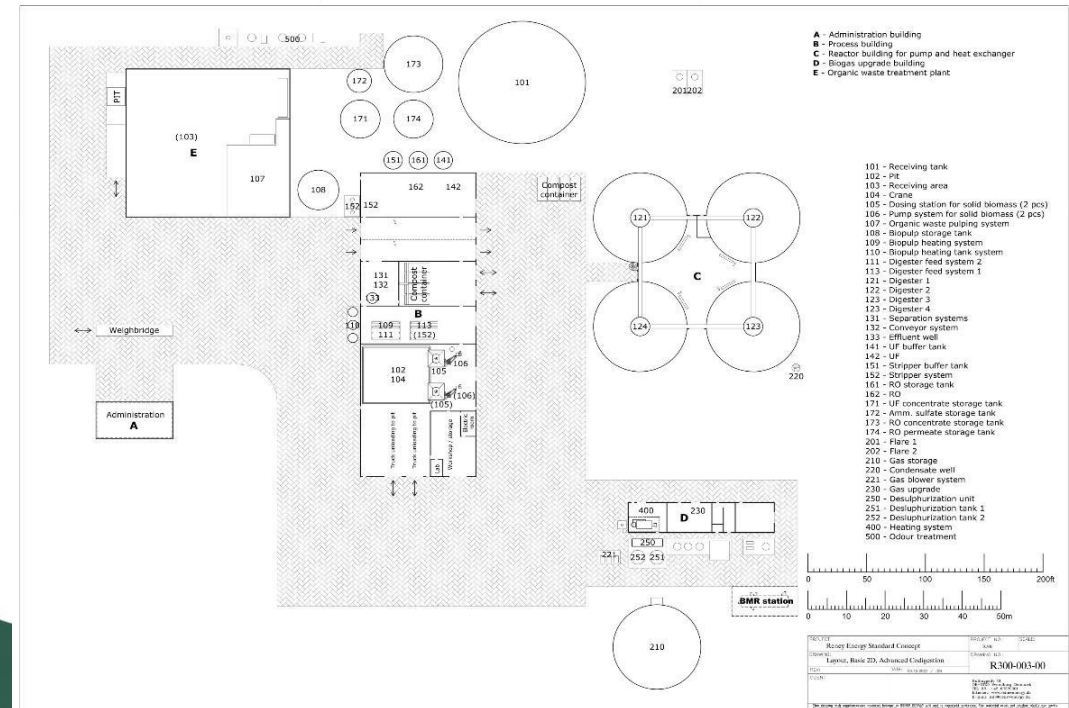 500
173
172
171
174
101
201202
A - Administration building
B - Process building
C - Reactor building for pump and heat exchanger
D - Biogas upgrade building
E - Organic waste treatment plant
PIT
(103)
E
107
108
151
161
141
162
142
152
152
Compost
container
131
132
133
Compost
container
B
110
109
111
113
(152)
102
104
105
106
(105)
(106)
Truck unloading to pit
Truck unloading to pit
Lab
Workshop / storage
Electric
room
Weighbridge
Administration
A
121
122
C
124
123
220
400
230
D
250
221
252
251
BMR station
210
101 - Receiving tank
102 - Pit
103 - Receiving area
104 - Crane
105 - Dosing station for solid biomass (2 pcs)
106 - Pump system for solid biomass (2 pcs)
107 - Organic waste pulping system
108 - Biopulp storage tank
109 - Biopulp heating system
110 - Biopulp heating tank system
111 - Digester feed system 2
113 - Digester feed system 1
121 - Digester 1
122 - Digester 2
123 - Digester 3
123 - Digester 4
131 - Separation systems
132 - Conveyor system
133 - Effluent well
141 - UF buffer tank
142 - UF
151 - Stripper buffer tank
152 - Stripper system
161 - RO storage tank
162 - RO
171 - UF concentrate storage tank
172 - Amm. sulfate storage tank
173 - RO concentrate storage tank
174 - RO permeate storage tank
201 - Flare 1
202 - Flare 2
210 - Gas storage
220 - Condensate well
221 - Gas blower system
230 - Gas upgrade
250 - Desulphurization unit
251 - Desluphurization tank 1
252 - Desluphurization tank 2
400 - Heating system
500 - Odour treatment
0 50 100 150 200ft
0 10 20 30 40 50m
PROJECT:
Renew Energy Standard Concept
PROJECT NO.:
SCALE:
DRAWING:
Layout, Basic 2D, Advanced Codigestion
DRAWING NO.:
R300-003-00